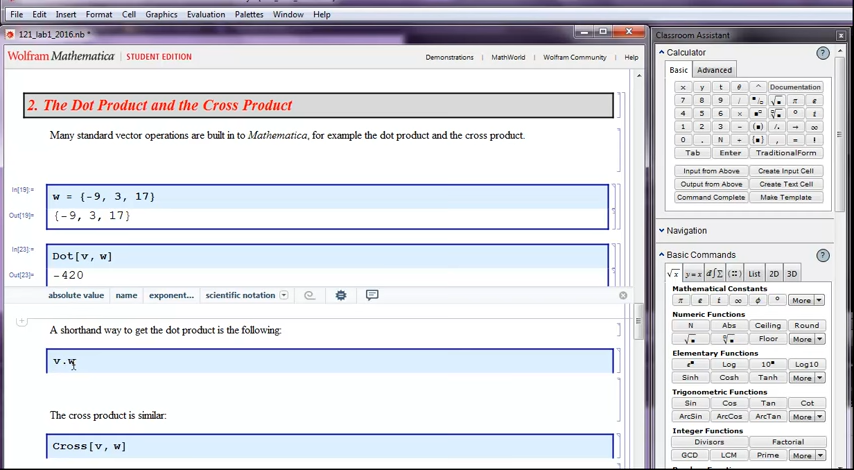 File Edit Insert Format Cell Graphics Evaluation Palettes Window Help
121_lab1_2016.nb *
Wolfram Mathematica | STUDENT EDITION
Demonstrations | MathWorld | Wolfram Community | Help
2. The Dot Product and the Cross Product
Many standard vector operations are built in to Mathematica, for example the dot product and the cross product.
In[19]:= w = {-9, 3, 17}
Out[19]= {-9, 3, 17}
In[23]:= Dot[v, w]
Out[23]= -420
absolute value name exponent... scientific notation
A shorthand way to get the dot product is the following:
v.w
The cross product is similar:
Cross[v, w]
Classroom Assistant
Calculator ?
Basic Advanced
x y t ∞ ^ Documentation
7 8 9 / √ π e
4 5 6 × ° t
1 2 3 - → ∞
0 . N + , = !
Tab Enter TraditionalForm
Input from Above Create Input Cell
Output from Above Create Text Cell
Command Complete Make Template
Navigation
Basic Commands ?
√x y=x d∫Σ List 2D 3D
Mathematical Constants
π e ∞ ϕ ° More
Numeric Functions
N Abs Ceiling Round
Floor More
Elementary Functions
Log Log10
Sinh Cosh Tanh More
Trigonometric Functions
Sin Cos Tan Cot
ArcSin ArcCos ArcTan More
Integer Functions
Divisors Factorial
GCD LCM Prime More